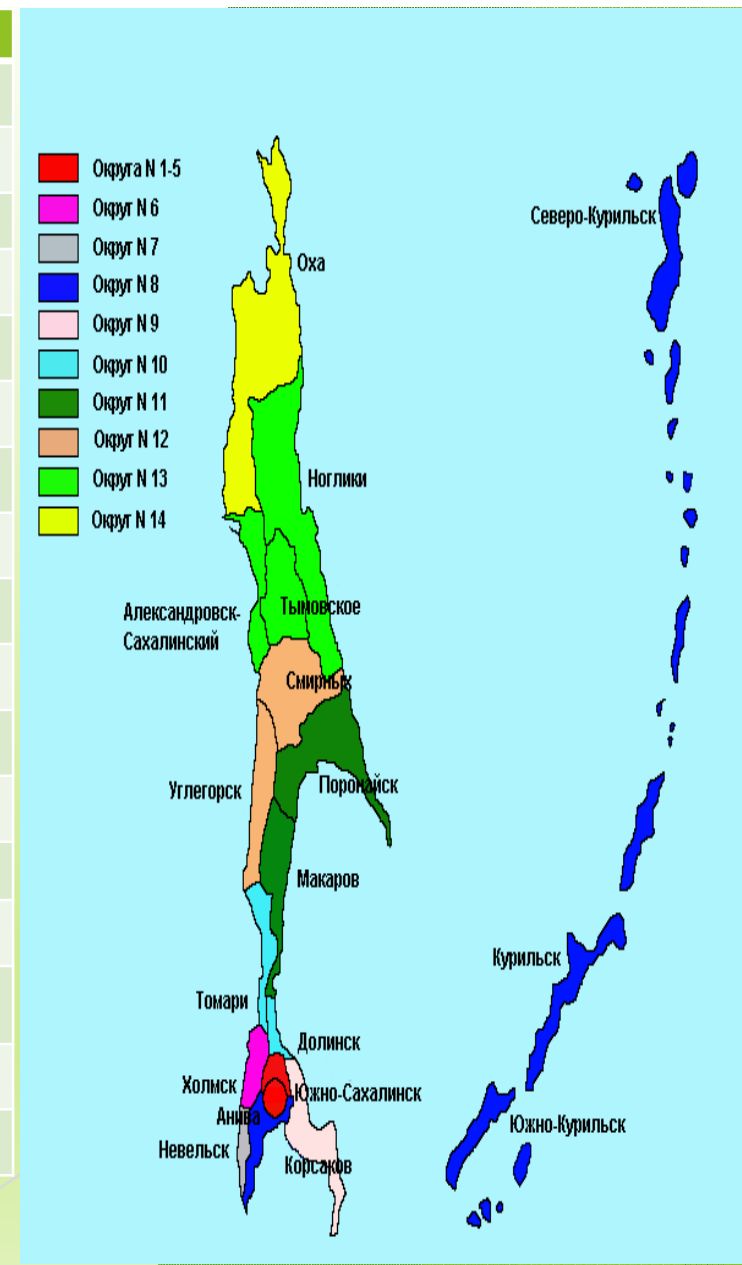 Округа N 1-5
Округ N 6
Округ N 7
Округ N 8
Округ N 9
Округ N 10
Округ N 11
Округ N 12
Округ N 13
Округ N 14
Северо-Курильск
Оха
Ноглики
Александровск-
Сахалинский
Тымовское
Смирных
Углегорск
Поронайск
Макаров
Курильск
Томари
Долинск
Холмск
Южно-Сахалинск
Анива
Южно-Курильск
Невельск
Корсаков